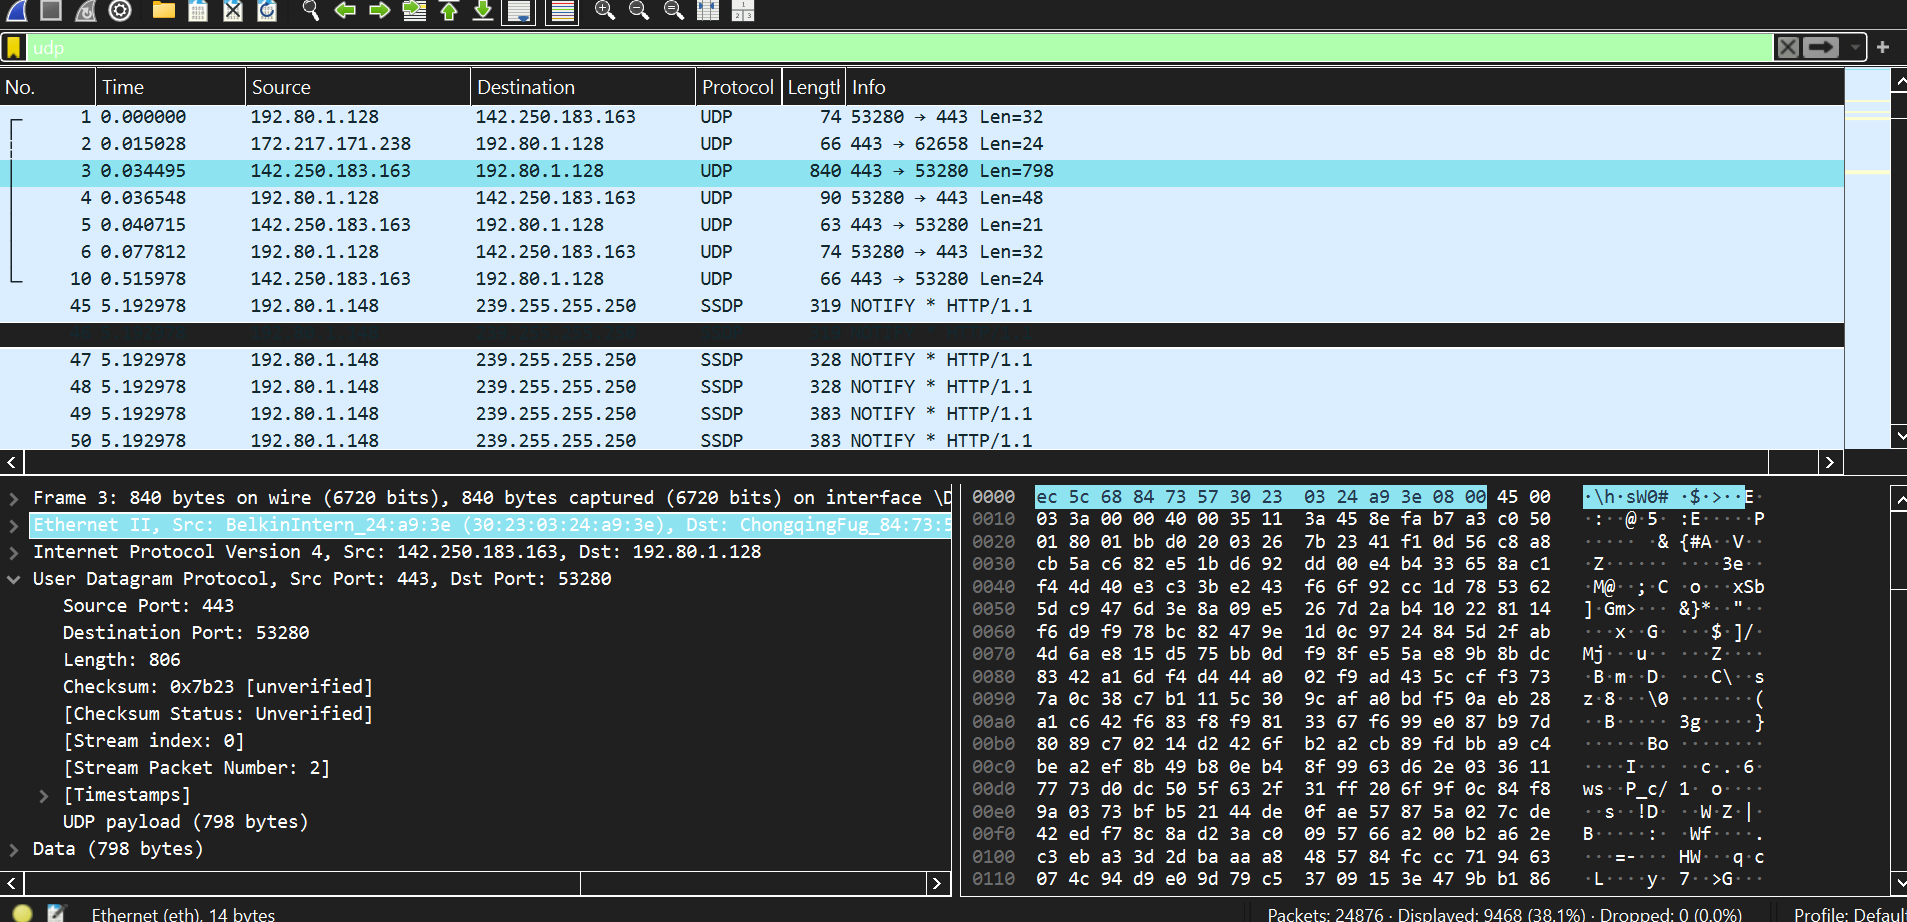 udp
No. Time Source Destination Protocol Lengtl Info
1 0.000000 192.80.1.128 142.250.183.163 UDP 74 53280 → 443 Len=32
2 0.015028 172.217.171.238 192.80.1.128 UDP 66 443 → 62658 Len=24
3 0.034495 142.250.183.163 192.80.1.128 UDP 840 443 → 53280 Len=798
4 0.036548 192.80.1.128 142.250.183.163 UDP 90 53280 → 443 Len=48
5 0.040715 142.250.183.163 192.80.1.128 UDP 63 443 → 53280 Len=21
6 0.077812 192.80.1.128 142.250.183.163 UDP 74 53280 → 443 Len=32
10 0.515978 142.250.183.163 192.80.1.128 UDP 66 443 → 53280 Len=24
45 5.192978 192.80.1.148 239.255.255.250 SSDP 319 NOTIFY * HTTP/1.1
47 5.192978 192.80.1.148 239.255.255.250 SSDP 328 NOTIFY * HTTP/1.1
48 5.192978 192.80.1.148 239.255.255.250 SSDP 328 NOTIFY * HTTP/1.1
49 5.192978 192.80.1.148 239.255.255.250 SSDP 383 NOTIFY * HTTP/1.1
50 5.192978 192.80.1.148 239.255.255.250 SSDP 383 NOTIFY * HTTP/1.1
Frame 3: 840 bytes on wire (6720 bits), 840 bytes captured (6720 bits) on interface \D
Ethernet II, Src: BelkinIntern_24:a9:3e (30:23:03:24:a9:3e), Dst: ChongqingFug_84:73:5
Internet Protocol Version 4, Src: 142.250.183.163, Dst: 192.80.1.128
User Datagram Protocol, Src Port: 443, Dst Port: 53280
Source Port: 443
Destination Port: 53280
Length: 806
Checksum: 0x7b23 [unverified]
[Checksum Status: Unverified]
[Stream index: 0]
[Stream Packet Number: 2]
[Timestamps]
UDP payload (798 bytes)
Data (798 bytes)
0000 ec 5c 68 84 73 57 30 23 03 24 a9 3e 08 00 45 00 ·\h·sW0# ·$·>··E·
0010 03 3a 00 00 40 00 35 11 3a 45 8e fa b7 a3 c0 50 ·:··@·5· :E·····P
0020 01 80 01 bb d0 20 03 26 7b 23 41 f1 0d 56 c8 a8 ····· ·& {#A··V··
0030 cb 5a c6 82 e5 1b d6 92 dd 00 e4 b4 33 65 8a c1 ·Z······ ····3e··
0040 f4 4d 40 e3 c3 3b e2 43 f6 6f 92 cc 1d 78 53 62 ·M@··;·C ·o···xSb
0050 5d c9 47 6d 3e 8a 09 e5 26 7d 2a b4 10 22 81 14 ]·Gm>··· &}*··"··
0060 f6 d9 f9 78 bc 82 47 9e 1d 0c 97 24 84 5d 2f ab ···x··G· ···$·]/·
0070 4d 6a e8 15 d5 75 bb 0d f9 8f e5 5a e8 9b 8b dc Mj···u·· ···Z····
0080 83 42 a1 6d f4 d4 44 a0 02 f9 ad 43 5c cf f3 73 ·B·m··D· ···C\··s
0090 7a 0c 38 c7 b1 11 5c 30 9c af a0 bd f5 0a eb 28 z·8···\0 ·······(
00a0 a1 c6 42 f6 83 f8 f9 81 33 67 f6 99 e0 87 b9 7d ··B····· 3g·····}
00b0 80 89 c7 02 14 d2 42 6f b2 a2 cb 89 fd bb a9 c4 ······Bo ········
00c0 be a2 ef 8b 49 b8 0e b4 8f 99 63 d6 2e 03 36 11 ····I··· ··c·.·6·
00d0 77 73 d0 dc 50 5f 63 2f 31 ff 20 6f 9f 0c 84 f8 ws··P_c/ 1· o····
00e0 9a 03 73 bf b5 21 44 de 0f ae 57 87 5a 02 7c de ··s··!D· ··W·Z·|·
00f0 42 ed f7 8c 8a d2 3a c0 09 57 66 a2 00 b2 a6 2e B·····:· ·Wf····.
0100 c3 eb a3 3d 2d ba aa a8 48 57 84 fc cc 71 94 63 ···=-··· HW···q·c
0110 07 4c 94 d9 e0 9d 79 c5 37 09 15 3e 47 9b b1 86 ·L····y· 7··>G···
Ethernet (eth), 14 bytes
Packets: 24876 · Displayed: 9468 (38.1%) · Dropped: 0 (0.0%)
Profile: Defaul